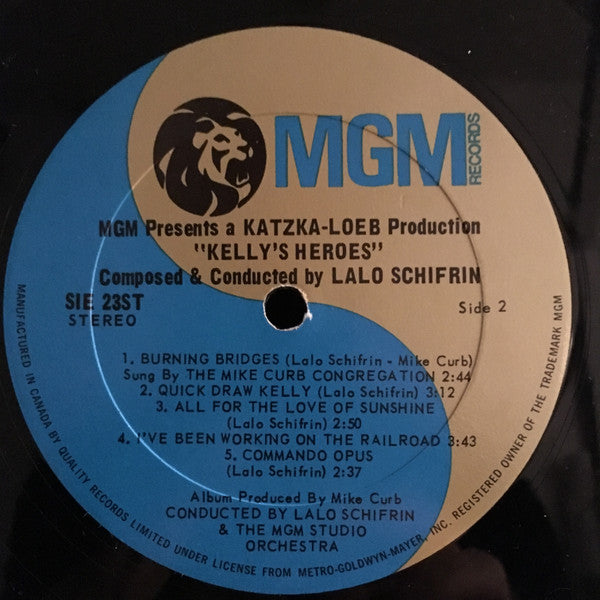 MGM
RECORDS
MGM Presents a KATZKA-LOEB Production
"KELLY'S HEROES"
Composed & Conducted by LALO SCHIFRIN
SIE 23ST
STEREO
Side 2
1. BURNING BRIDGES (Lalo Schifrin - Mike Curb)
Sung By THE MIKE CURB CONGREGATION 2:44
2. QUICK DRAW KELLY (Lalo Schifrin) 3:12
3. ALL FOR THE LOVE OF SUNSHINE
(Lalo Schifrin) 2:50
4. I'VE BEEN WORKING ON THE RAILROAD 3:43
5. COMMANDO OPUS
(Lalo Schifrin) 2:37
Album Produced By Mike Curb
CONDUCTED BY LALO SCHIFRIN
& THE MGM STUDIO
ORCHESTRA
MANUFACTURED IN CANADA BY QUALITY RECORDS LIMITED UNDER LICENSE FROM METRO-GOLDWYN-MAYER, INC. REGISTERED OWNER OF THE TRADEMARK MGM